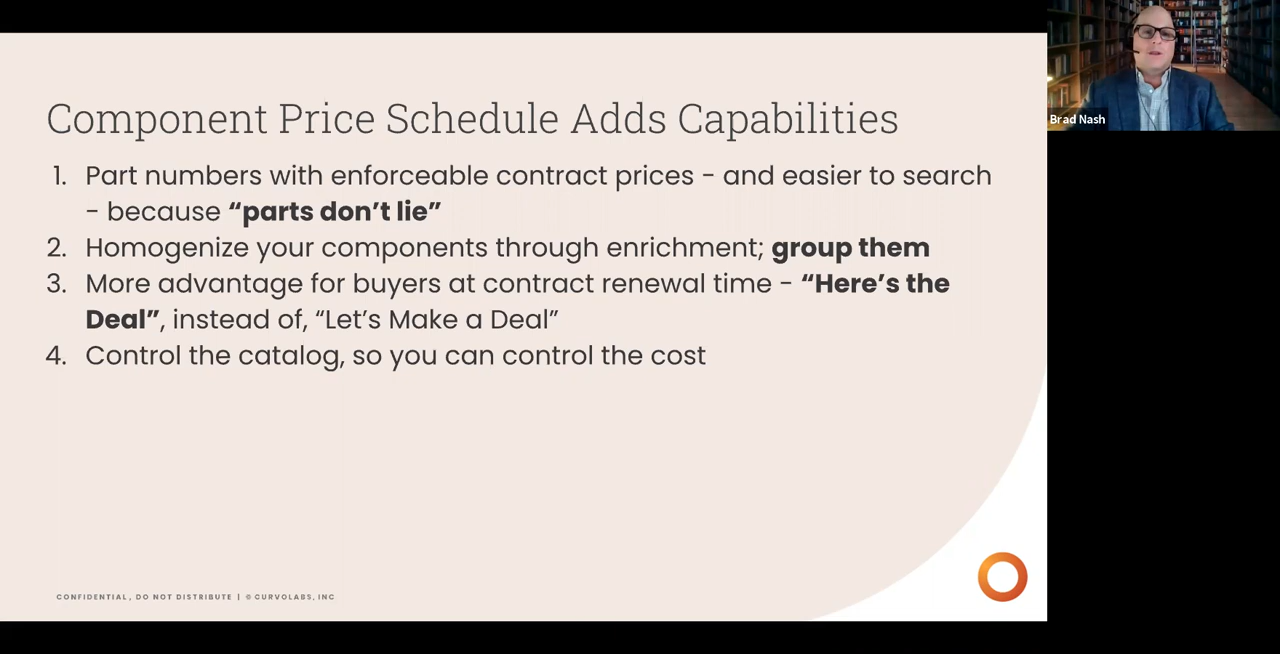 Component Price Schedule Adds Capabilities
1. Part numbers with enforceable contract prices - and easier to search
- because “parts don’t lie”
2. Homogenize your components through enrichment; group them
3. More advantage for buyers at contract renewal time - “Here’s the
Deal”, instead of, “Let’s Make a Deal”
4. Control the catalog, so you can control the cost
CONFIDENTIAL, DO NOT DISTRIBUTE | © CURVOLABS, INC
Brad Nash